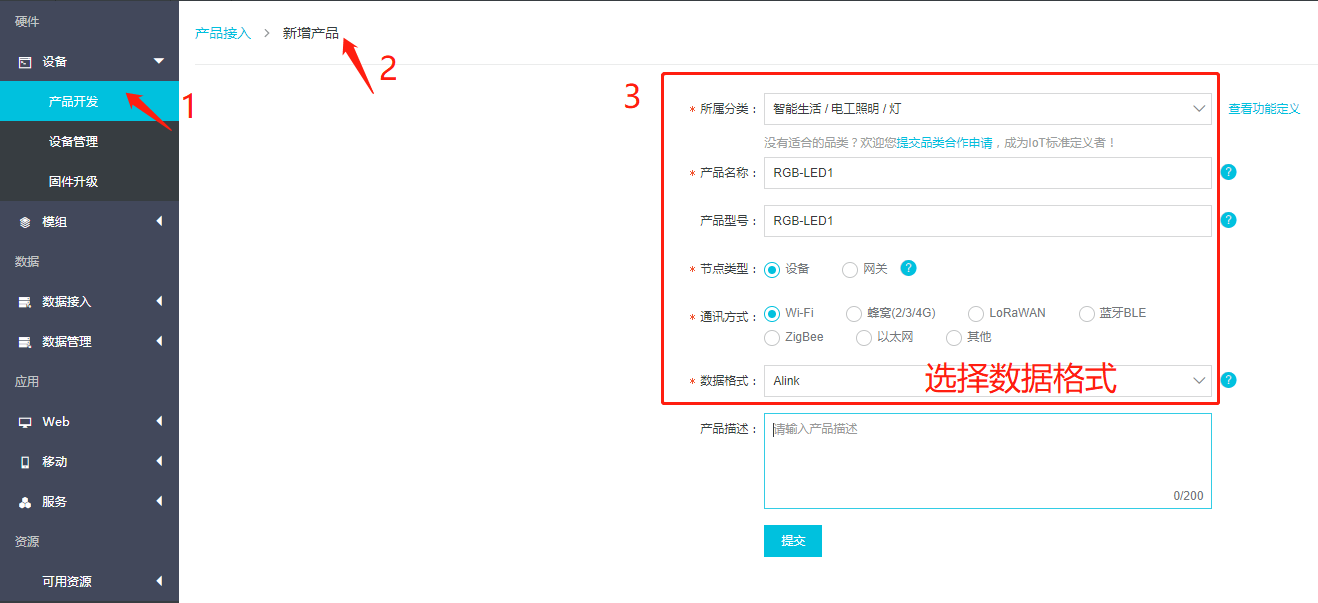 硬件
设备
产品开发
1
设备管理
固件升级
模组
数据
数据接入
数据管理
应用
Web
移动
服务
资源
可用资源
产品接入 > 新增产品
2
3
* 所属分类： 智能生活 / 电工照明 / 灯 查看功能定义
没有适合的品类？欢迎您提交品类合作申请，成为IoT标准定义者！
* 产品名称： RGB-LED1 ?
产品型号： RGB-LED1 ?
* 节点类型： 设备 网关 ?
* 通讯方式： Wi-Fi 蜂窝(2/3/4G) LoRaWAN 蓝牙BLE
ZigBee 以太网 其他
* 数据格式： Alink 选择数据格式 ?
产品描述： 请输入产品描述
0/200
提交